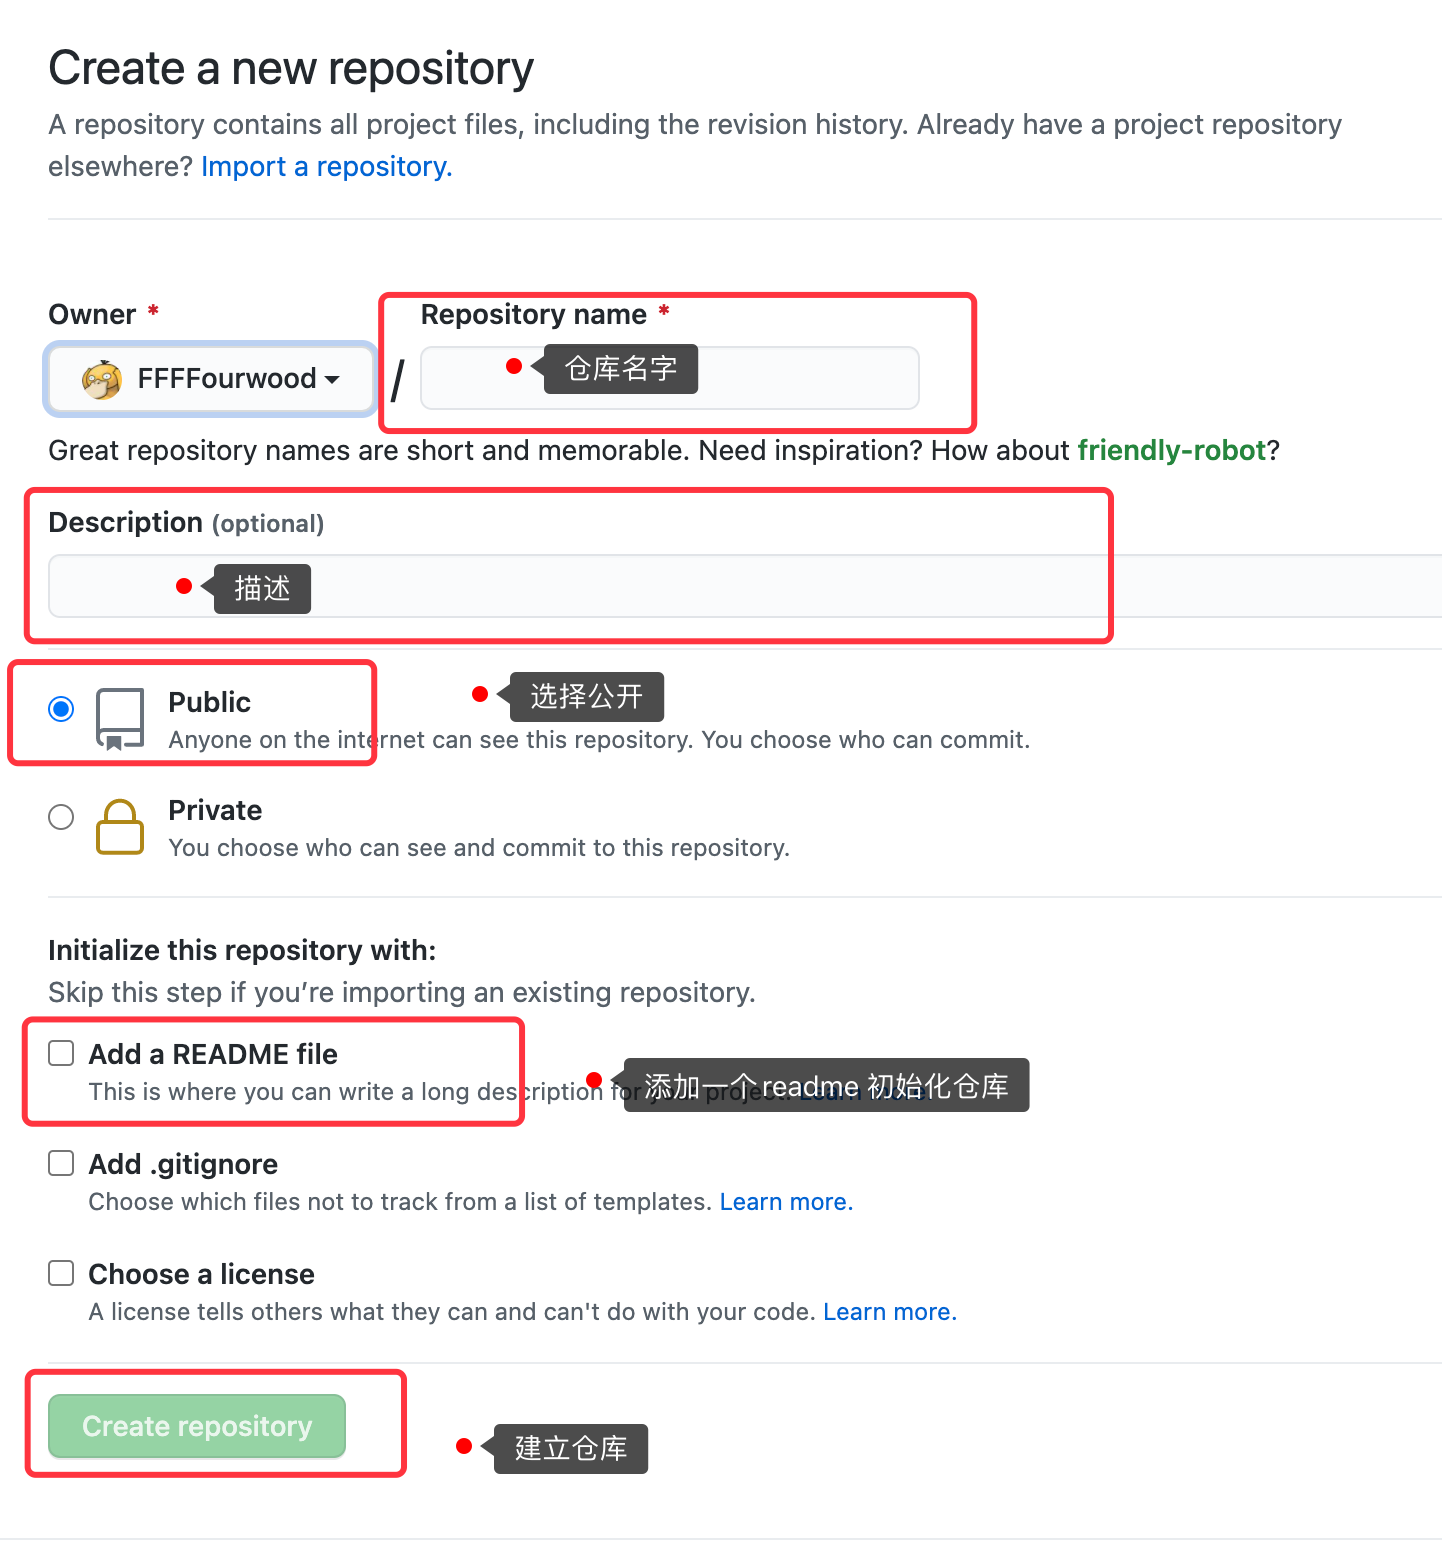 Create a new repository
A repository contains all project files, including the revision history. Already have a project repository
elsewhere? Import a repository.
Owner *
Repository name *
FFFFourwood
/
仓库名字
Great repository names are short and memorable. Need inspiration? How about friendly-robot?
Description (optional)
描述
Public
选择公开
Anyone on the internet can see this repository. You choose who can commit.
Private
You choose who can see and commit to this repository.
Initialize this repository with:
Skip this step if you’re importing an existing repository.
Add a README file
This is where you can write a long description for your project. Learn more.
添加一个 readme 初始化仓库
Add .gitignore
Choose which files not to track from a list of templates. Learn more.
Choose a license
A license tells others what they can and can't do with your code. Learn more.
Create repository
建立仓库